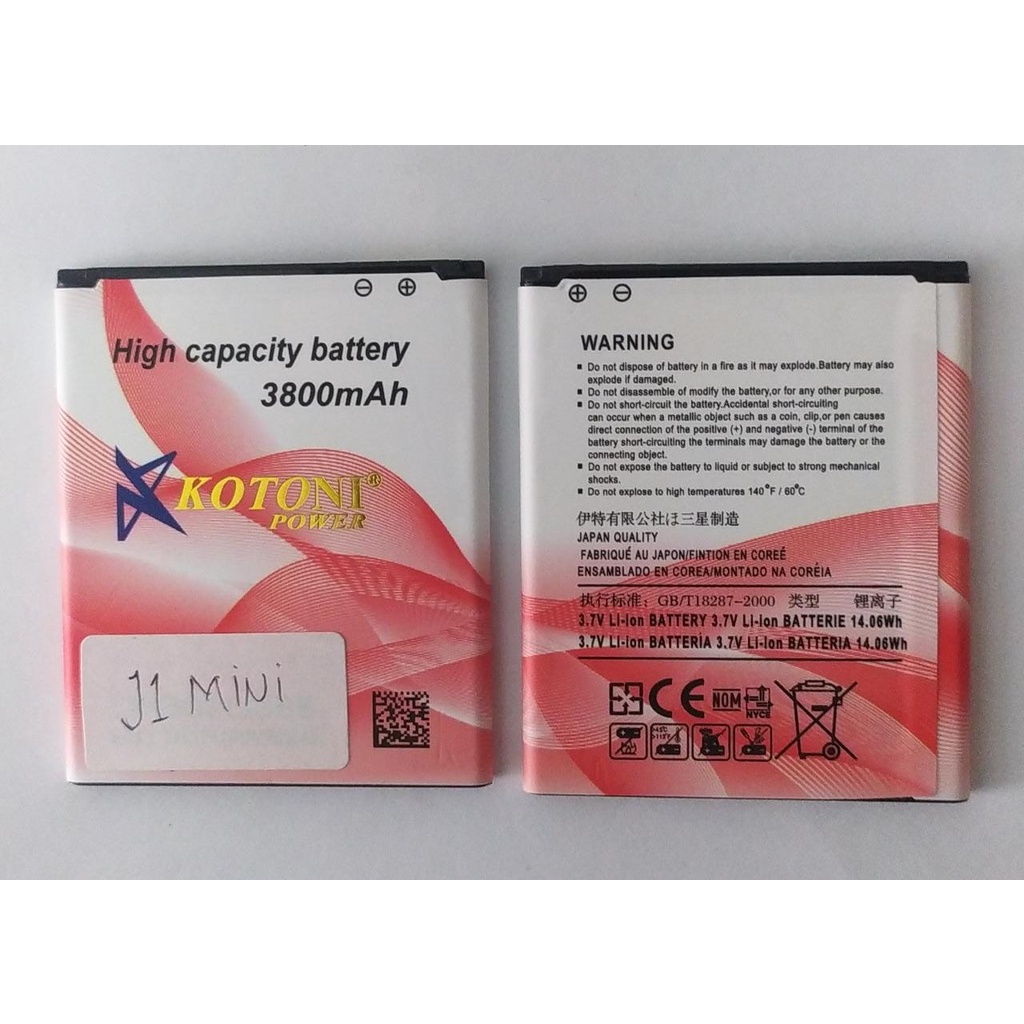 High capacity battery
3800mAh
KOTONI®
POWER
J1 MINI
WARNING
Do not dispose of battery in a fire as it may explode.Battery may also
explode if damaged.
Do not disassemble of modify the battery,or for any other purpose.
Do not short-circuit the battery.Accidental short-circuiting
can occur when a metallic object such as a coin, clip,or pen causes
direct connection of the positive (+) and negative (-) terminal of the
battery short-circuiting the terminals may damage the battery or the
connecting object.
Do not expose the battery to liquid or subject to strong mechanical
shocks.
Do not explose to high temperatures 140°F / 60°C
伊特有限公社ほ三星制造
JAPAN QUALITY
FABRIQUÉ AU JAPON/FINTION EN COREÉ
ENSAMBLADO EN COREA/MONTADO NA CORÉIA
执行标准: GB/T18287-2000 类型 锂离子
3.7V Li-ion BATTERY 3.7V Li-ion BATTERIE 14.06Wh
3.7V Li-ion BATTERÍA 3.7V Li-ion BATTERIA 14.06Wh
CE NOM NYCE